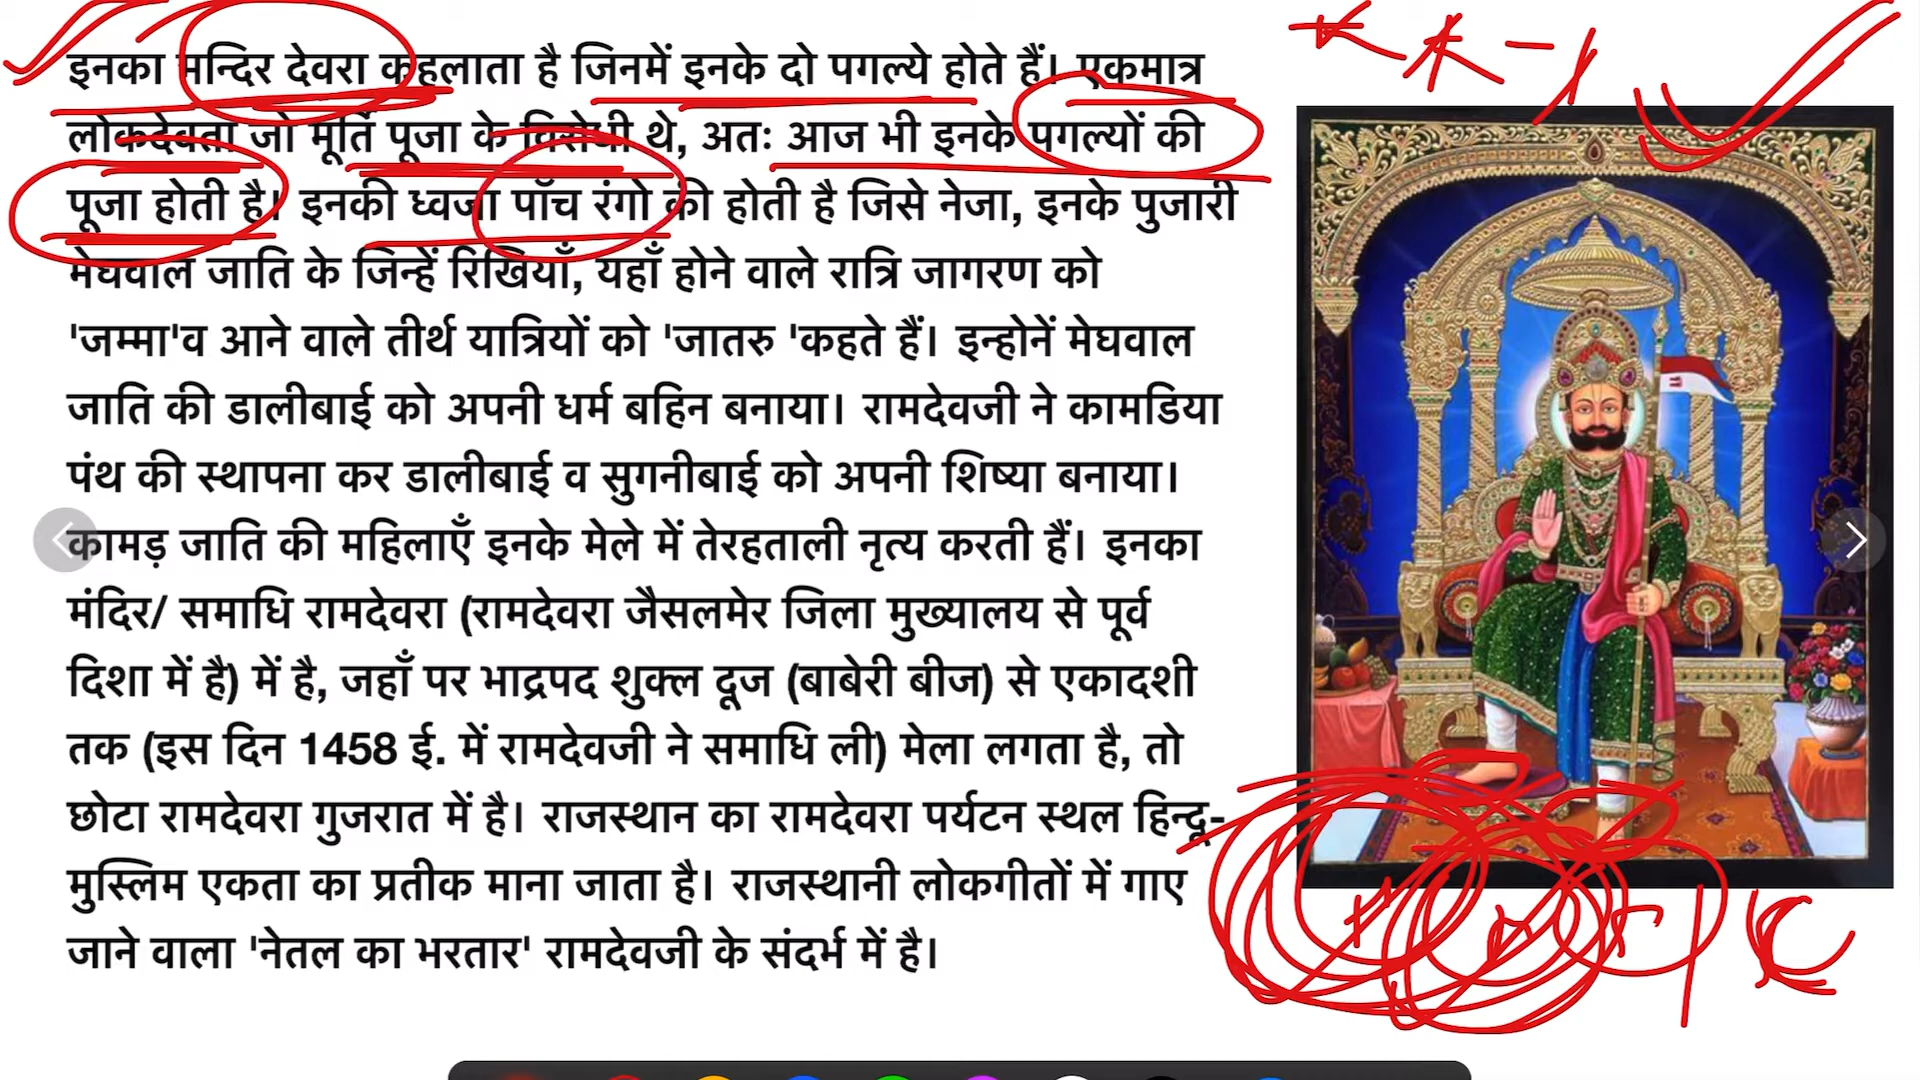 इनका मन्दिर देवरा कहलाता है जिनमें इनके दो पगल्ये होते हैं। एकमात्र
लोकदेवता जो मूर्ति पूजा के विरोधी थे, अतः आज भी इनके पगल्यों की
पूजा होती है। इनकी ध्वजा पॉच रंगो की होती है जिसे नेजा, इनके पुजारी
मेघवाल जाति के जिन्हें रिखियाँ, यहाँ होने वाले रात्रि जागरण को
'जम्मा'व आने वाले तीर्थ यात्रियों को 'जातरु 'कहते हैं। इन्होनें मेघवाल
जाति की डालीबाई को अपनी धर्म बहिन बनाया। रामदेवजी ने कामडिया
पंथ की स्थापना कर डालीबाई व सुगनीबाई को अपनी शिष्या बनाया।
कामड़ जाति की महिलाएँ इनके मेले में तेरहताली नृत्य करती हैं। इनका
मंदिर/ समाधि रामदेवरा (रामदेवरा जैसलमेर जिला मुख्यालय से पूर्व
दिशा में है) में है, जहाँ पर भाद्रपद शुक्ल दूज (बाबेरी बीज) से एकादशी
तक (इस दिन 1458 ई. में रामदेवजी ने समाधि ली) मेला लगता है, तो
छोटा रामदेवरा गुजरात में है। राजस्थान का रामदेवरा पर्यटन स्थल हिन्दू-
मुस्लिम एकता का प्रतीक माना जाता है। राजस्थानी लोकगीतों में गाए
जाने वाला 'नेतल का भरतार' रामदेवजी के संदर्भ में है।